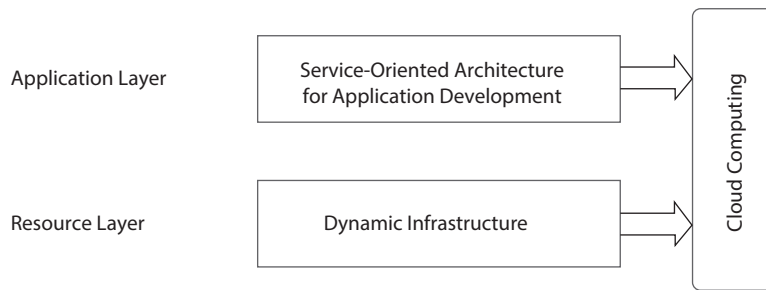 Application Layer
Service-Oriented Architecture
for Application Development
Resource Layer
Dynamic Infrastructure
Cloud Computing